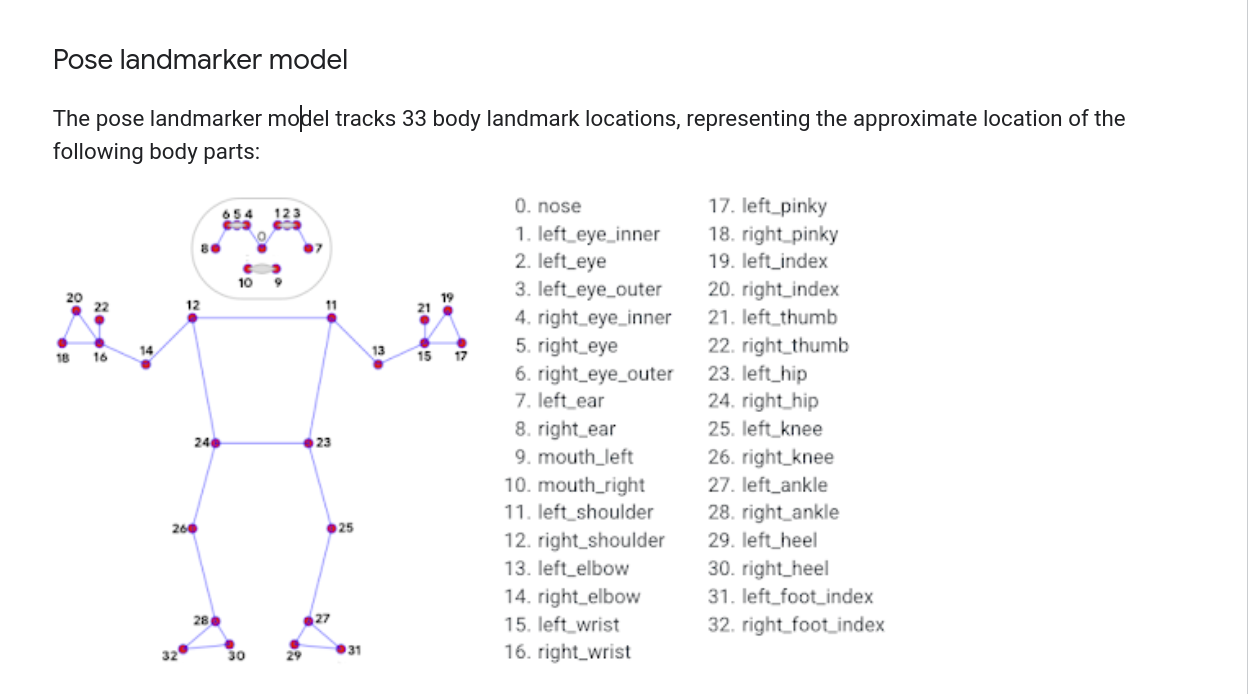 Pose landmarker model
The pose landmarker model tracks 33 body landmark locations, representing the approximate location of the
following body parts:
6 5 4 1 2 3
0
8 7
10 9
20 22 12 11 21 19
18 16 14 13 15 17
24 23
26 25
28 27
32 30 29 31
0. nose
1. left_eye_inner
2. left_eye
3. left_eye_outer
4. right_eye_inner
5. right_eye
6. right_eye_outer
7. left_ear
8. right_ear
9. mouth_left
10. mouth_right
11. left_shoulder
12. right_shoulder
13. left_elbow
14. right_elbow
15. left_wrist
16. right_wrist
17. left_pinky
18. right_pinky
19. left_index
20. right_index
21. left_thumb
22. right_thumb
23. left_hip
24. right_hip
25. left_knee
26. right_knee
27. left_ankle
28. right_ankle
29. left_heel
30. right_heel
31. left_foot_index
32. right_foot_index